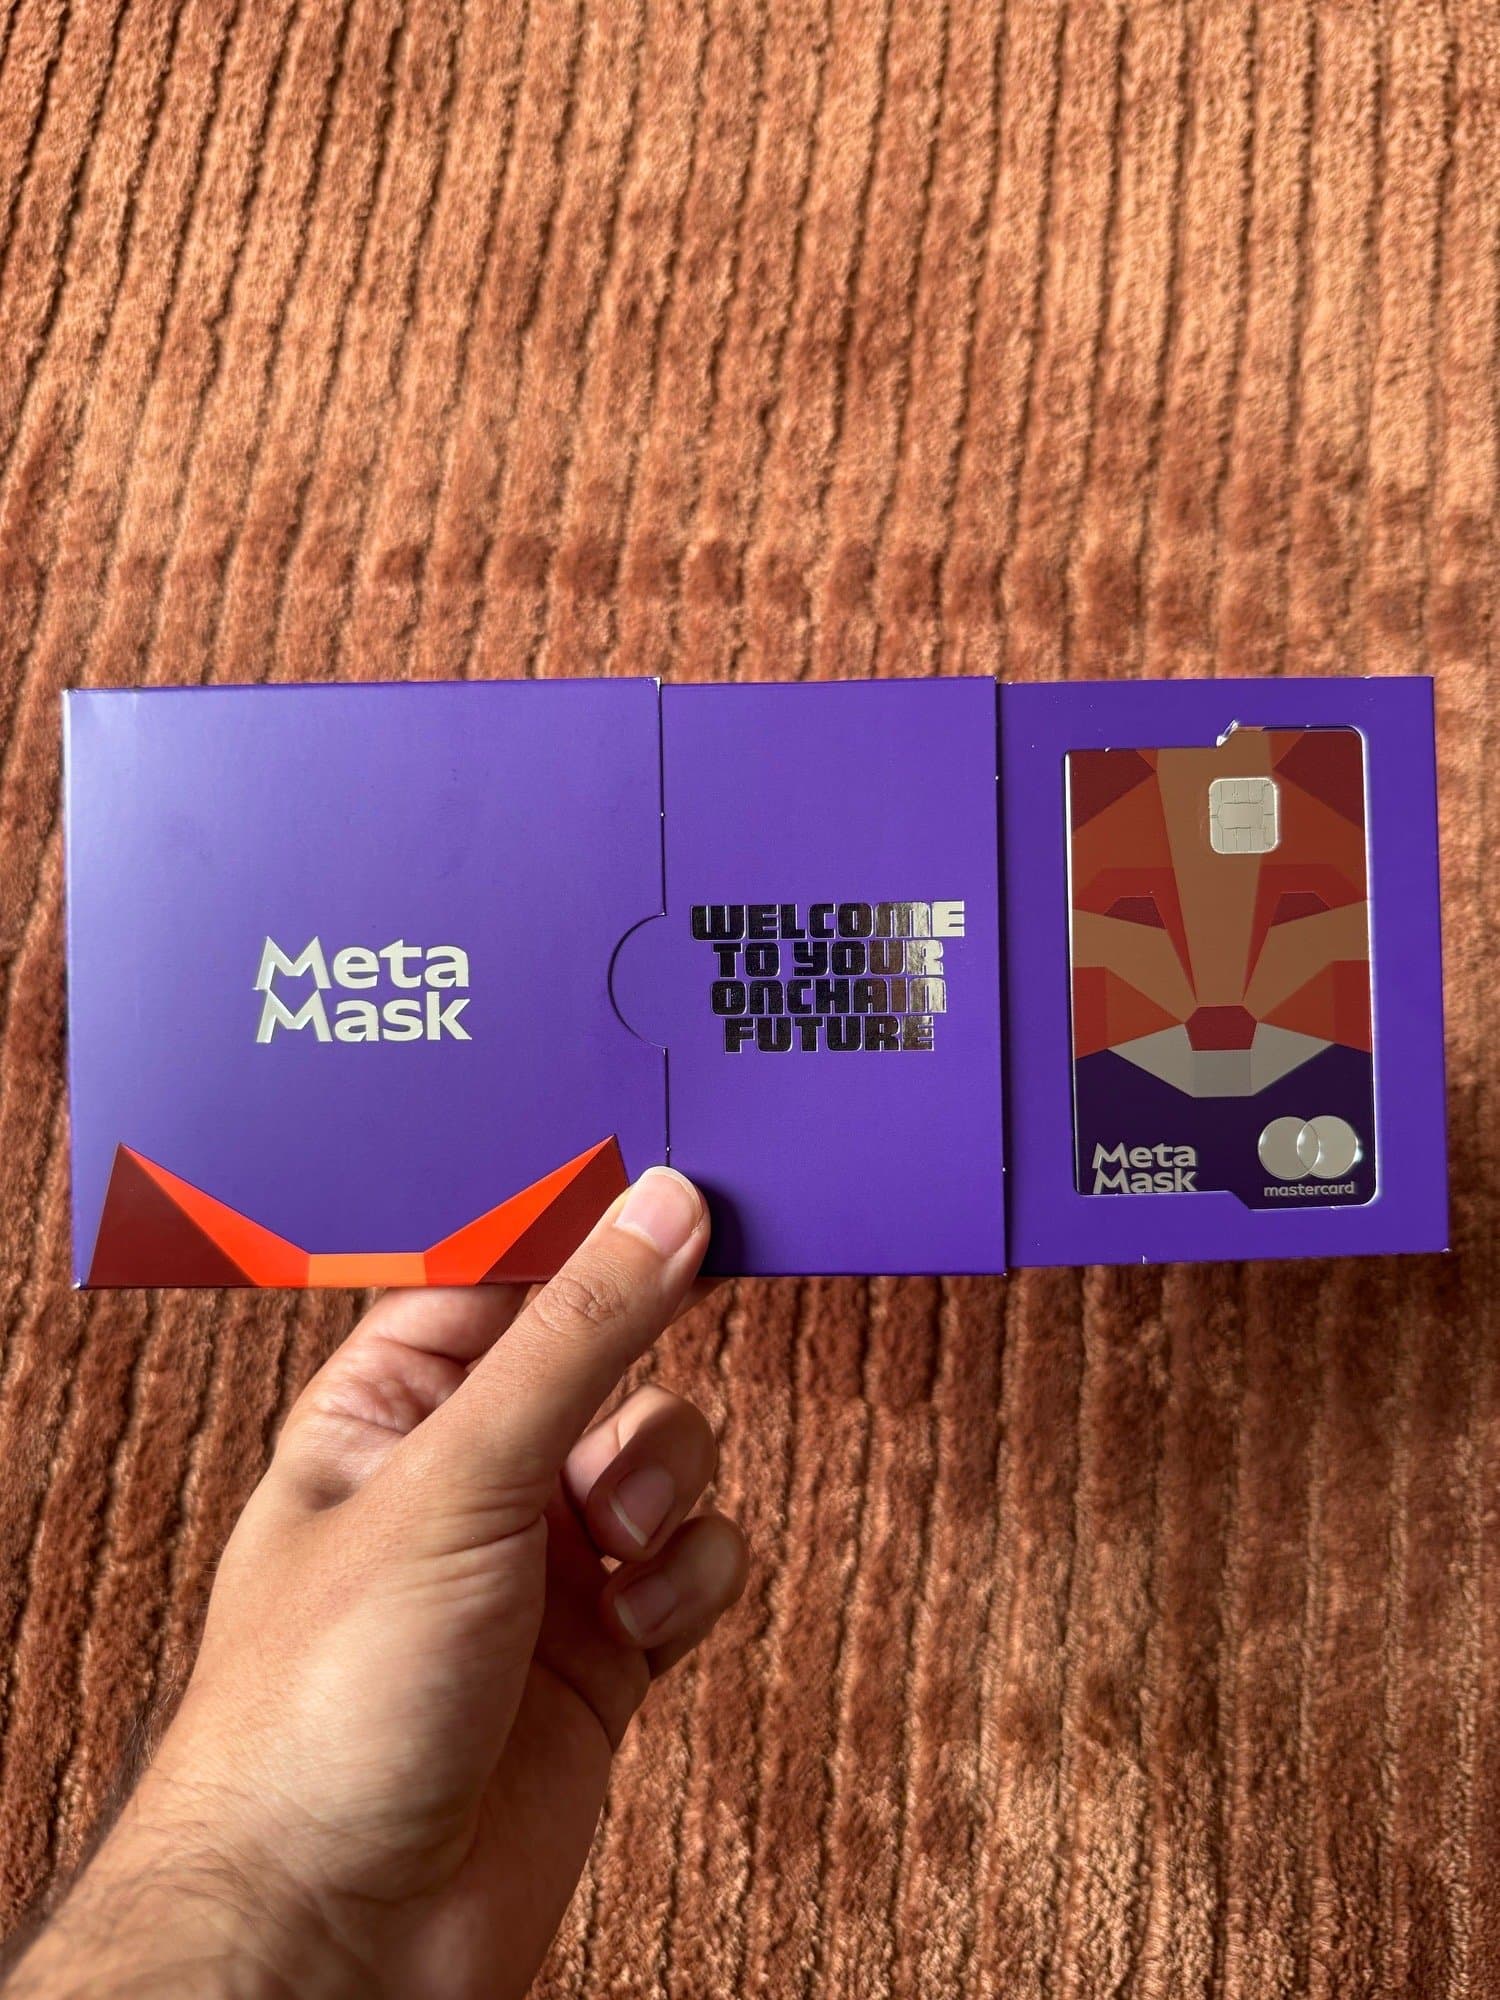 Meta
Mask
WELCOME
TO YOUR
ONCHAIN
FUTURE
Meta
Mask
mastercard